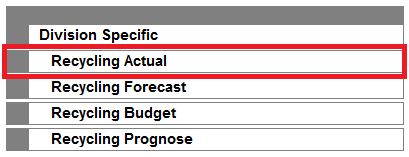 Division Specific
Recycling Actual
Recycling Forecast
Recycling Budget
Recycling Prognose